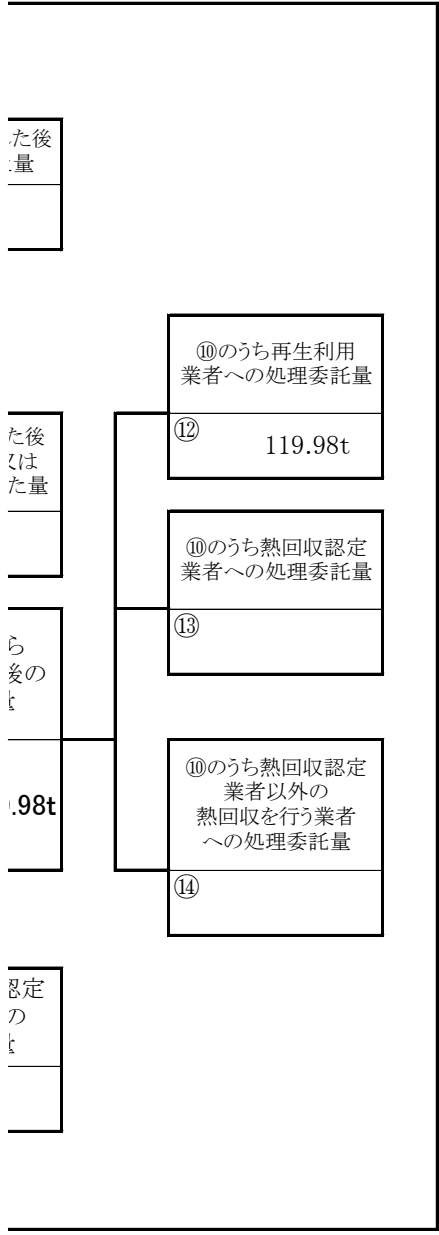 た後
量
⑩のうち再生利用
業者への処理委託量
⑫ 119.98t
た後
又は
た量
⑩のうち熱回収認定
業者への処理委託量
⑬
ら
後の
量
.98t
⑩のうち熱回収認定
業者以外の
熱回収を行う業者
への処理委託量
⑭
認定
の
量